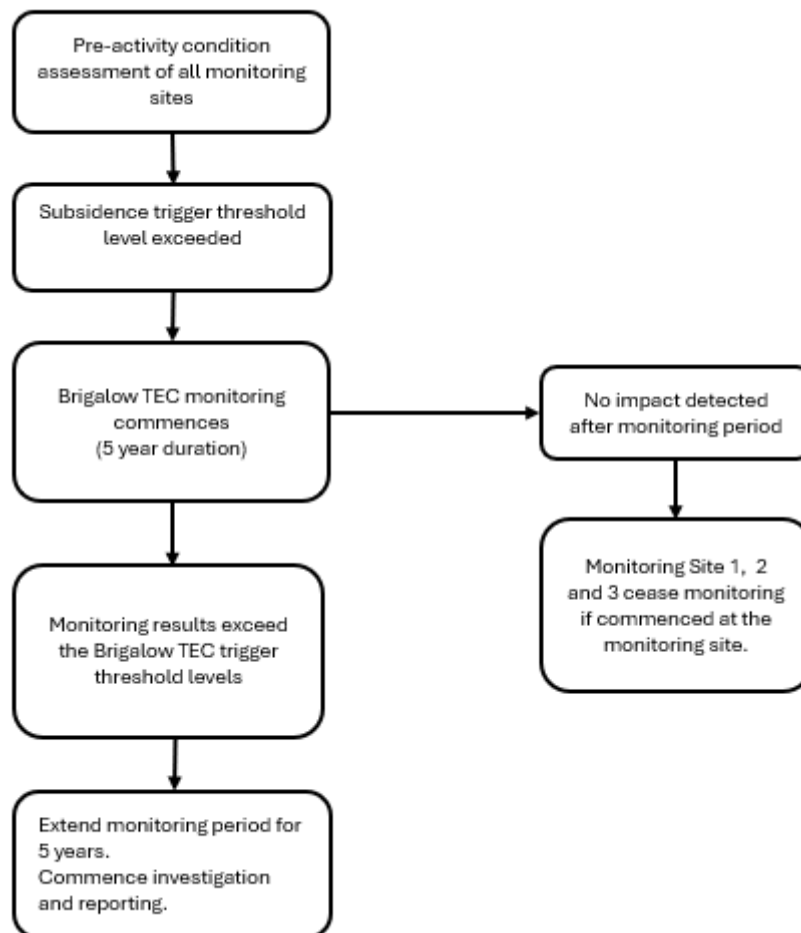 Pre-activity condition
assessment of all monitoring
sites
Subsidence trigger threshold
level exceeded
Brigalow TEC monitoring
commences
(5 year duration)
No impact detected
after monitoring period
Monitoring Site 1, 2
and 3 cease monitoring
if commenced at the
monitoring site.
Monitoring results exceed
the Brigalow TEC trigger
threshold levels
Extend monitoring period for
5 years.
Commence investigation
and reporting.